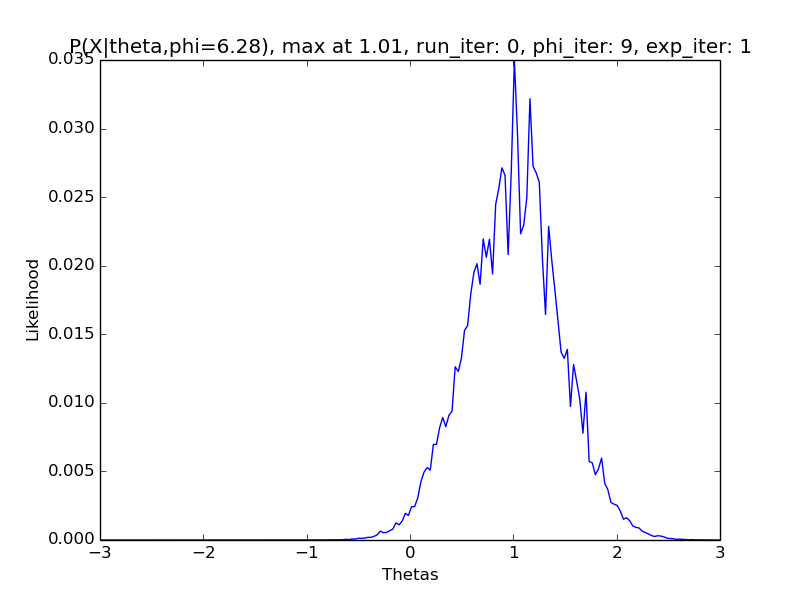 P(X|theta,phi=6.28), max at 1.01, run_iter: 0, phi_iter: 9, exp_iter: 1
0.035
0.030
0.025
0.020
0.015
0.010
0.005
0.000
Likelihood
−3 −2 −1 0 1 2 3
Thetas